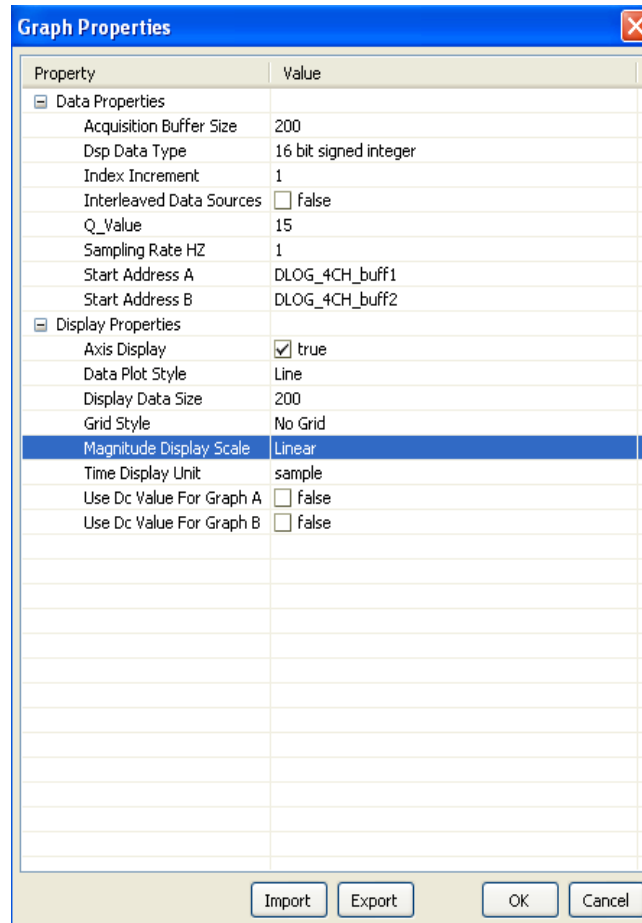 Graph Properties
Property Value
Data Properties
Acquisition Buffer Size 200
Dsp Data Type 16 bit signed integer
Index Increment 1
Interleaved Data Sources false
Q_Value 15
Sampling Rate HZ 1
Start Address A DLOG_4CH_buff1
Start Address B DLOG_4CH_buff2
Display Properties
Axis Display true
Data Plot Style Line
Display Data Size 200
Grid Style No Grid
Magnitude Display Scale Linear
Time Display Unit sample
Use Dc Value For Graph A false
Use Dc Value For Graph B false
Import Export OK Cancel